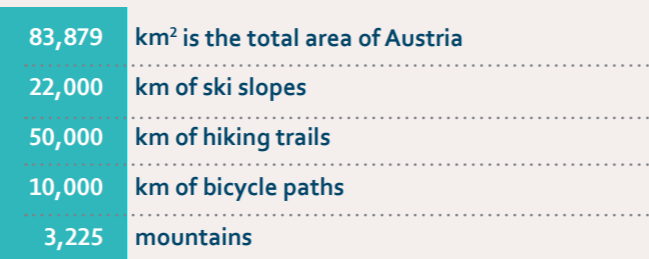 83,879 km² is the total area of Austria
22,000 km of ski slopes
50,000 km of hiking trails
10,000 km of bicycle paths
3,225 mountains